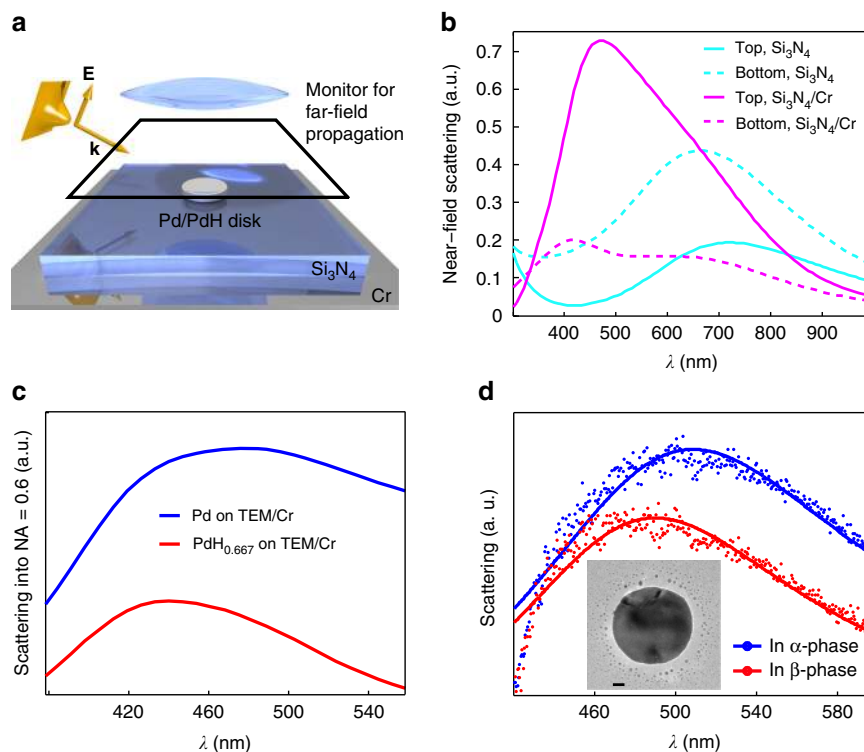 a
E
k
Monitor for
far-field
propagation
Pd/PdH disk
Si₃N₄
Cr
b
Near–field scattering (a.u.)
0.7
0.6
0.5
0.4
0.3
0.2
0.1
0
Top, Si₃N₄
Bottom, Si₃N₄
Top, Si₃N₄/Cr
Bottom, Si₃N₄/Cr
400 500 600 700 800 900
λ (nm)
c
Scattering into NA = 0.6 (a.u.)
Pd on TEM/Cr
PdH₀.₆₆₇ on TEM/Cr
420 460 500 540
λ (nm)
d
Scattering (a. u.)
In α-phase
In β-phase
460 500 540 580
λ (nm)